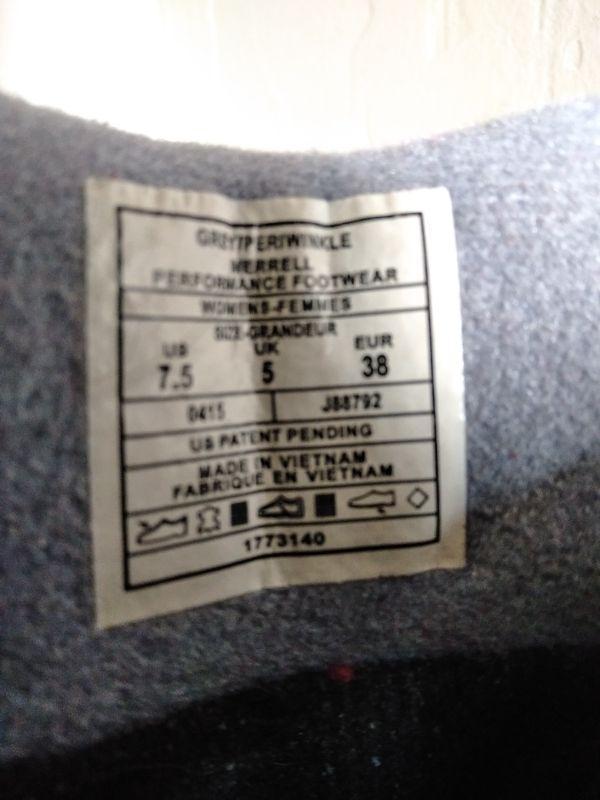 GREY/PERIWINKLE
MERRELL
PERFORMANCE FOOTWEAR
WOMENS-FEMMES
SIZE-GRANDEUR
US UK EUR
7.5 5 38
0415 J88792
US PATENT PENDING
MADE IN VIETNAM
FABRIQUE EN VIETNAM
1773140